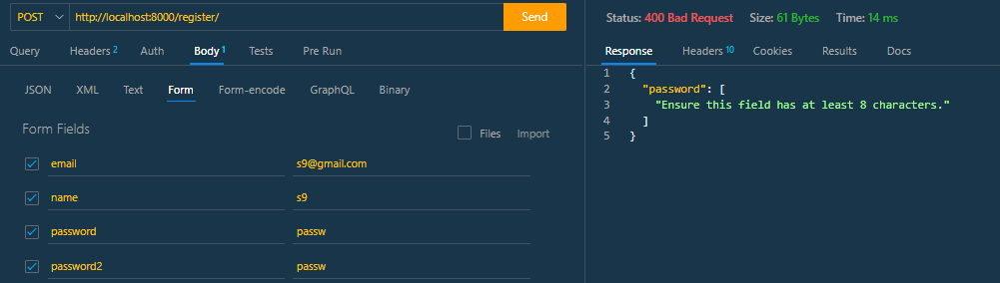 POST http://localhost:8000/register/ Send
Query Headers 2 Auth Body 1 Tests Pre Run
JSON XML Text Form Form-encode GraphQL Binary
Form Fields Files Import
email s9@gmail.com
name s9
password passw
password2 passw
Status: 400 Bad Request Size: 61 Bytes Time: 14 ms
Response Headers 10 Cookies Results Docs
1 {
2 "password": [
3 "Ensure this field has at least 8 characters."
4 ]
5 }